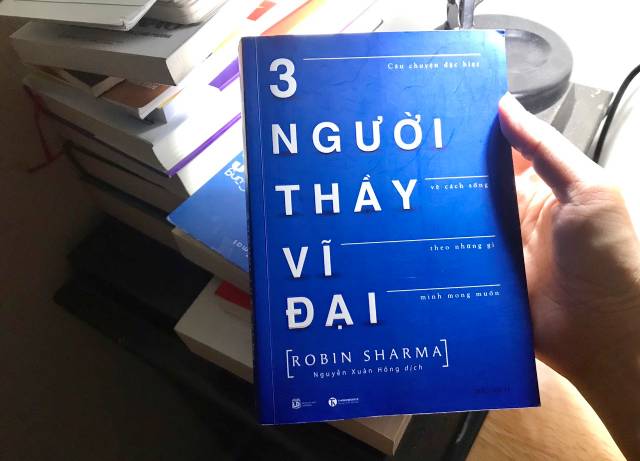 3
Câu chuyện đặc biệt
NGƯỜI
THẦY
về cách sống
VĨ
theo những gì
ĐẠI
mình mong muốn
[ROBIN SHARMA]
Nguyễn Xuân Hồng dịch